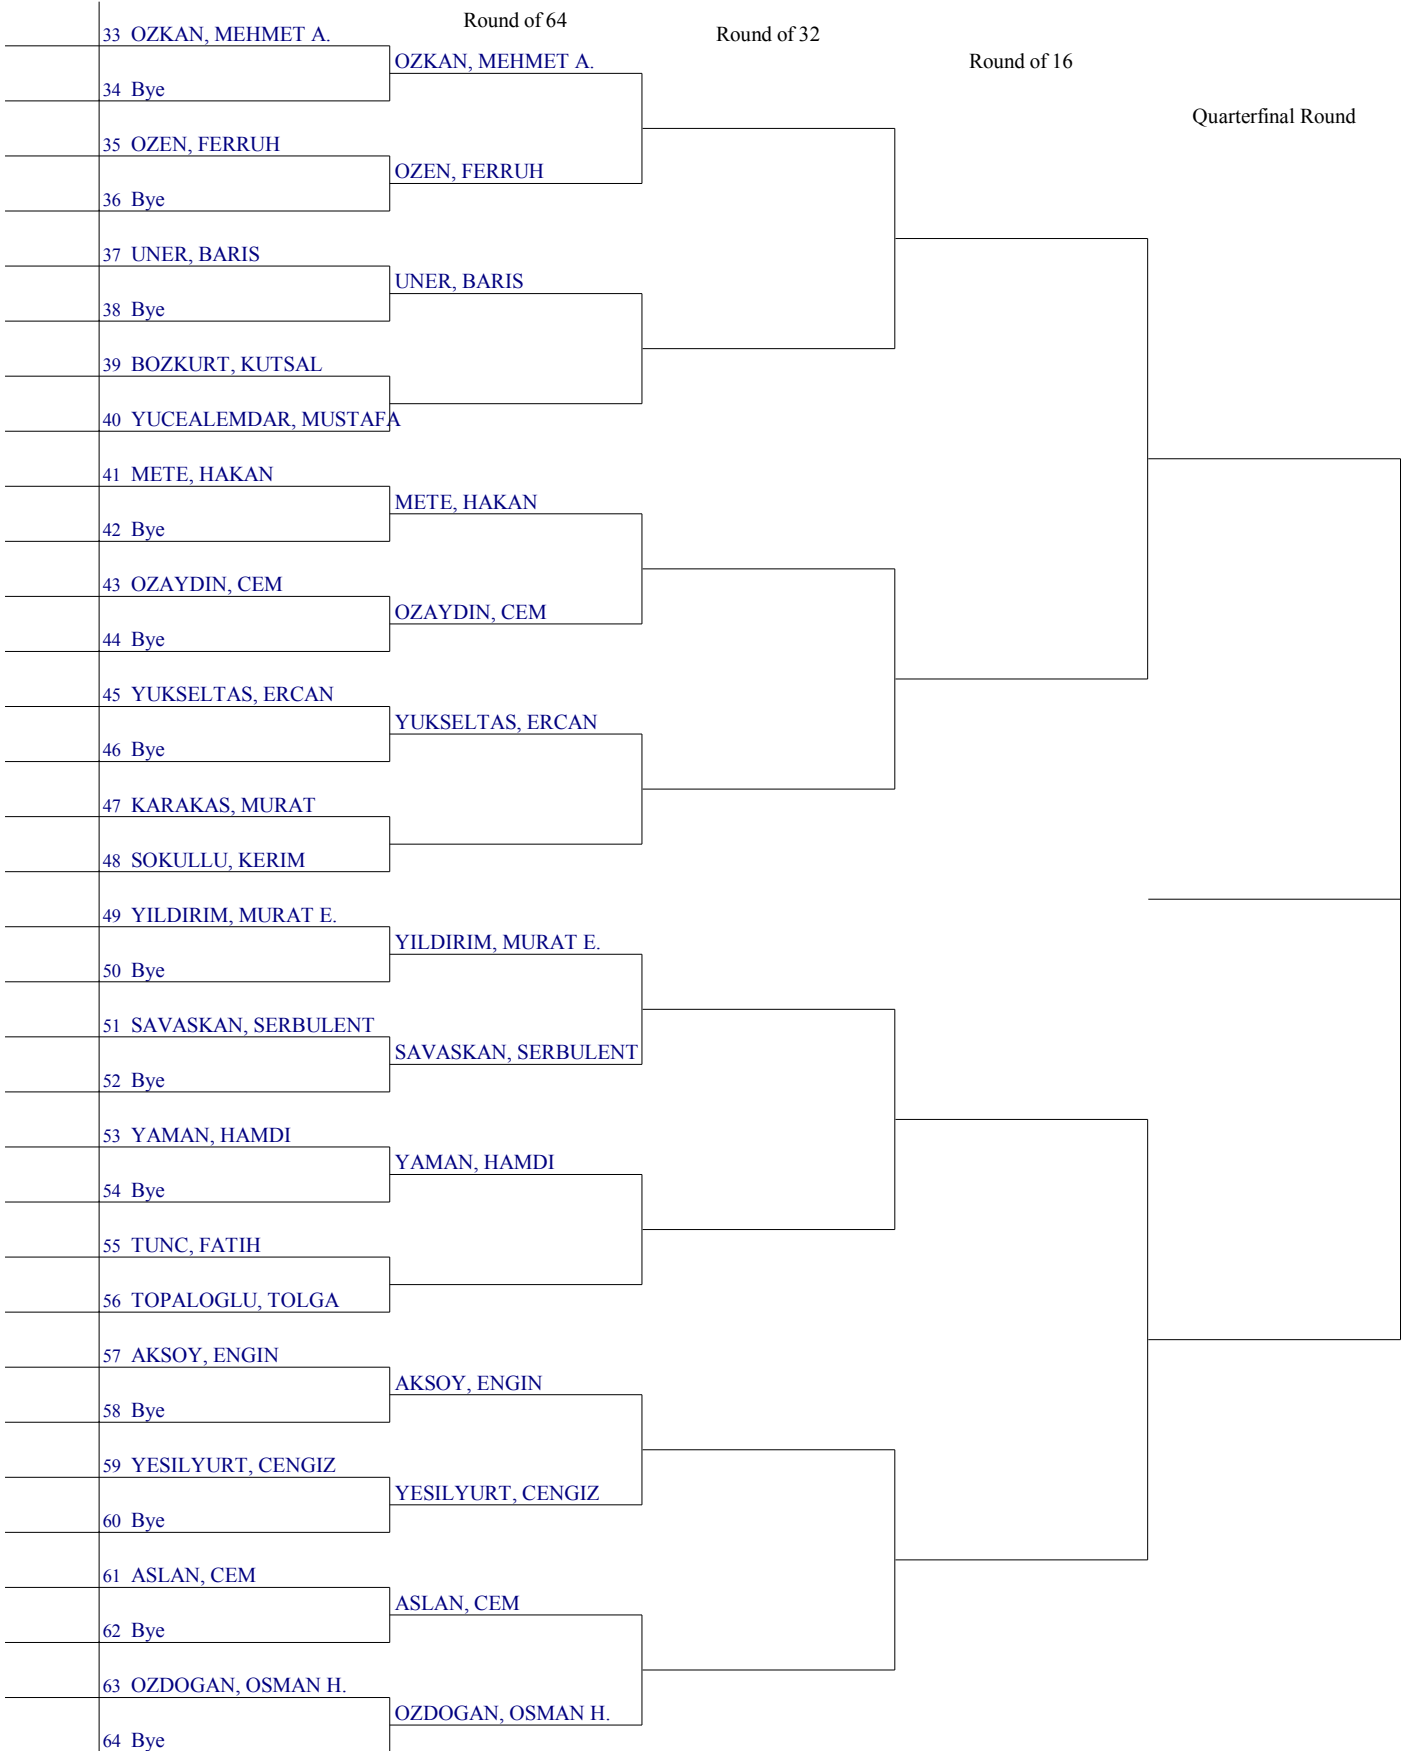 Round of 64
Round of 32
Round of 16
Quarterfinal Round
33 OZKAN, MEHMET A.
OZKAN, MEHMET A.
34 Bye
35 OZEN, FERRUH
OZEN, FERRUH
36 Bye
37 UNER, BARIS
UNER, BARIS
38 Bye
39 BOZKURT, KUTSAL
40 YUCEALEMDAR, MUSTAFA
41 METE, HAKAN
METE, HAKAN
42 Bye
43 OZAYDIN, CEM
OZAYDIN, CEM
44 Bye
45 YUKSELTAS, ERCAN
YUKSELTAS, ERCAN
46 Bye
47 KARAKAS, MURAT
48 SOKULLU, KERIM
49 YILDIRIM, MURAT E.
YILDIRIM, MURAT E.
50 Bye
51 SAVASKAN, SERBULENT
SAVASKAN, SERBULENT
52 Bye
53 YAMAN, HAMDI
YAMAN, HAMDI
54 Bye
55 TUNC, FATIH
56 TOPALOGLU, TOLGA
57 AKSOY, ENGIN
AKSOY, ENGIN
58 Bye
59 YESILYURT, CENGIZ
YESILYURT, CENGIZ
60 Bye
61 ASLAN, CEM
ASLAN, CEM
62 Bye
63 OZDOGAN, OSMAN H.
OZDOGAN, OSMAN H.
64 Bye